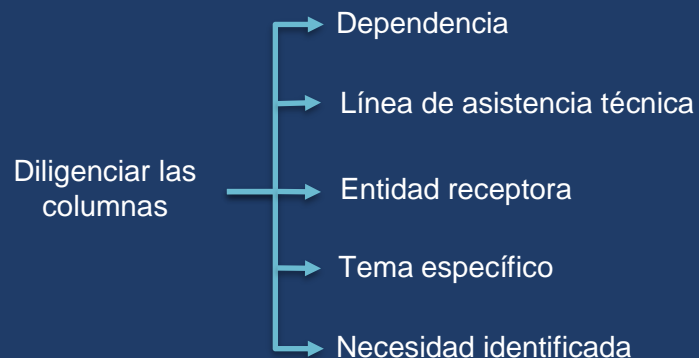 Dependencia
Línea de asistencia técnica
Diligenciar las
columnas
Entidad receptora
Tema específico
Necesidad identificada